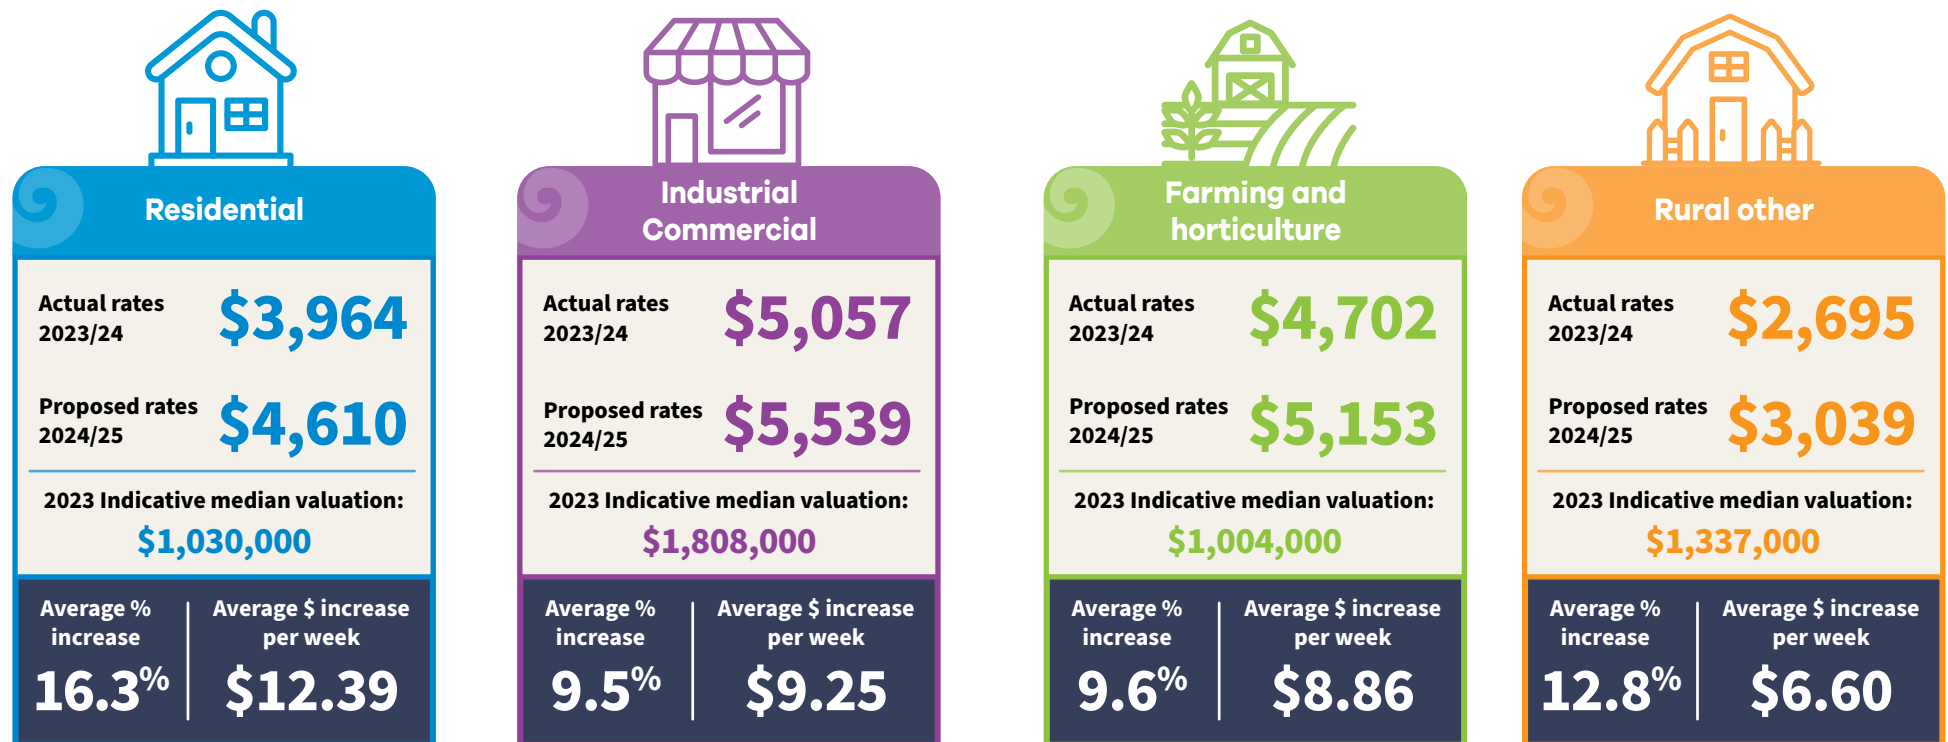 Residential
Actual rates
2023/24
$3,964
Proposed rates
2024/25
$4,610
2023 Indicative median valuation:
$1,030,000
Average %
increase
16.3%
Average $ increase
per week
$12.39
Industrial
Commercial
Actual rates
2023/24
$5,057
Proposed rates
2024/25
$5,539
2023 Indicative median valuation:
$1,808,000
Average %
increase
9.5%
Average $ increase
per week
$9.25
Farming and
horticulture
Actual rates
2023/24
$4,702
Proposed rates
2024/25
$5,153
2023 Indicative median valuation:
$1,004,000
Average %
increase
9.6%
Average $ increase
per week
$8.86
Rural other
Actual rates
2023/24
$2,695
Proposed rates
2024/25
$3,039
2023 Indicative median valuation:
$1,337,000
Average %
increase
12.8%
Average $ increase
per week
$6.60